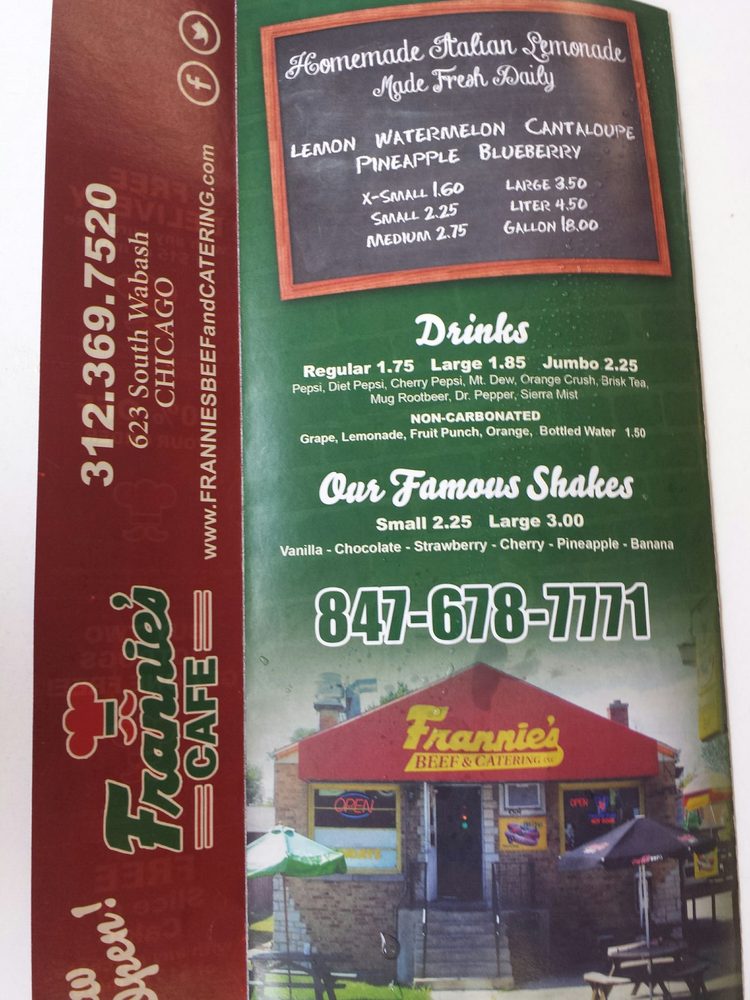 312.369.7520
623 South Wabash
CHICAGO
www.FRANNIESBEEFandCATERING.com
Frannie's
CAFE
Open!
Homemade Italian Lemonade
Made Fresh Daily
LEMON WATERMELON CANTALOUPE
PINEAPPLE BLUEBERRY
X-SMALL 1.60 LARGE 3.50
SMALL 2.25 LITER 4.50
MEDIUM 2.75 GALLON 18.00
Drinks
Regular 1.75 Large 1.85 Jumbo 2.25
Pepsi, Diet Pepsi, Cherry Pepsi, Mt. Dew, Orange Crush, Brisk Tea,
Mug Rootbeer, Dr. Pepper, Sierra Mist
NON-CARBONATED
Grape, Lemonade, Fruit Punch, Orange, Bottled Water 1.50
Our Famous Shakes
Small 2.25 Large 3.00
Vanilla - Chocolate - Strawberry - Cherry - Pineapple - Banana
847-678-7771
Frannie's
BEEF & CATERING
OPEN
OPEN